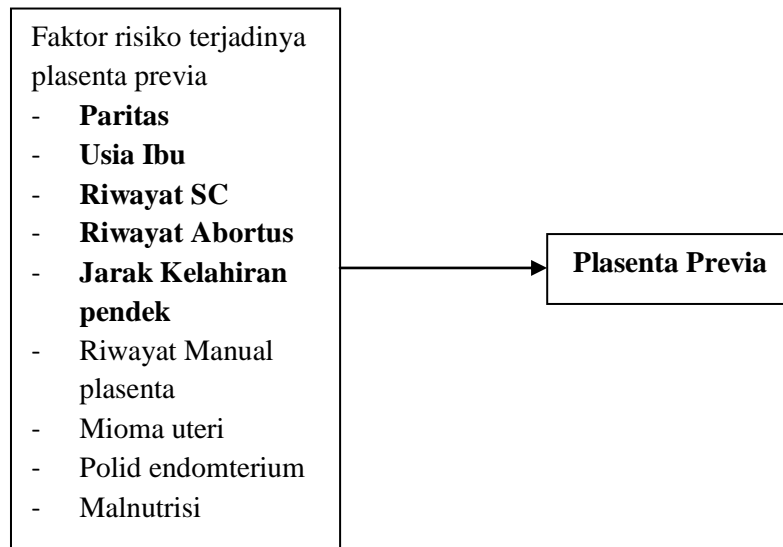 Faktor risiko terjadinya
plasenta previa
- Paritas
- Usia Ibu
- Riwayat SC
- Riwayat Abortus
- Jarak Kelahiran
pendek
- Riwayat Manual
plasenta
- Mioma uteri
- Polid endomterium
- Malnutrisi
Plasenta Previa